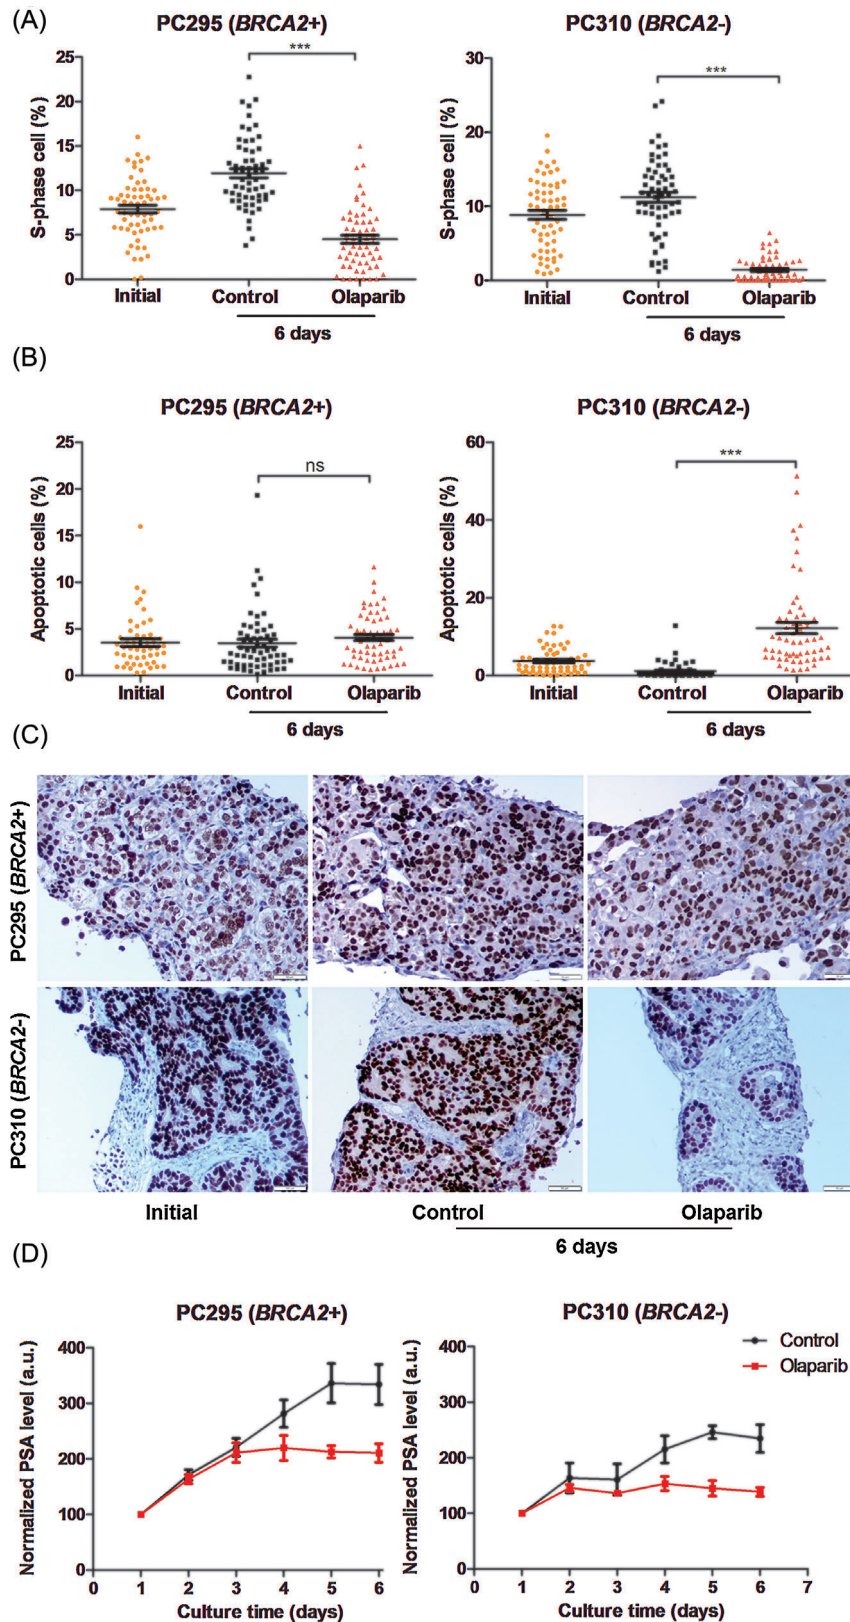 (A)
PC295 (BRCA2+)
PC310 (BRCA2-)
S-phase cell (%)
25
20
15
10
5
0
***
Initial
Control
Olaparib
6 days
S-phase cell (%)
30
20
10
0
***
Initial
Control
Olaparib
6 days
(B)
PC295 (BRCA2+)
PC310 (BRCA2-)
Apoptotic cells (%)
25
20
15
10
5
0
ns
Initial
Control
Olaparib
6 days
Apoptotic cells (%)
60
40
20
0
***
Initial
Control
Olaparib
6 days
(C)
PC295 (BRCA2+)
PC310 (BRCA2-)
Initial
Control
Olaparib
6 days
(D)
PC295 (BRCA2+)
PC310 (BRCA2-)
Normalized PSA level (a.u.)
400
300
200
100
0
0 1 2 3 4 5 6
Culture time (days)
Normalized PSA level (a.u.)
400
300
200
100
0
0 1 2 3 4 5 6 7
Culture time (days)
Control
Olaparib